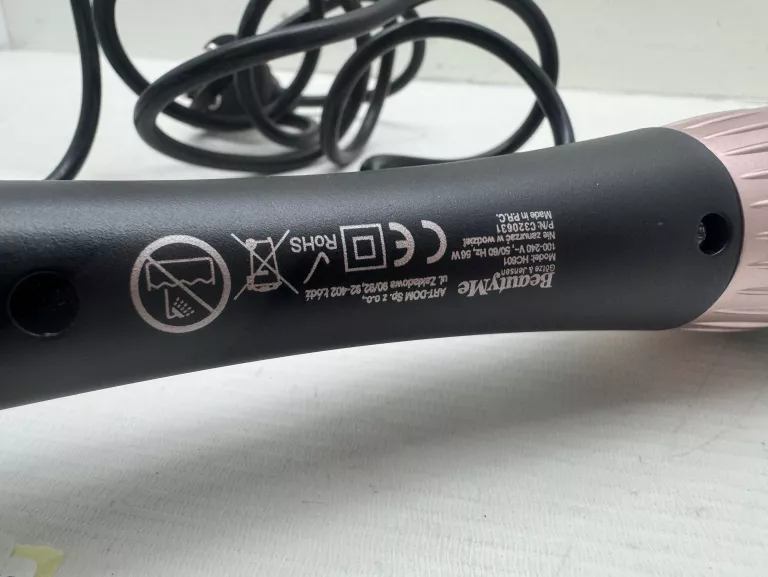 BeautyMe
Götze & Jensen
Model: HC801
100-240 V~, 50/60 Hz, 56 W
Nie zanurzać w wodzie!
P/N: C320631
Made in P.R.C.
ART-DOM Sp. z o.o.,
ul. Zakładowa 90/92, 92-402 Łódź
CE
RoHS